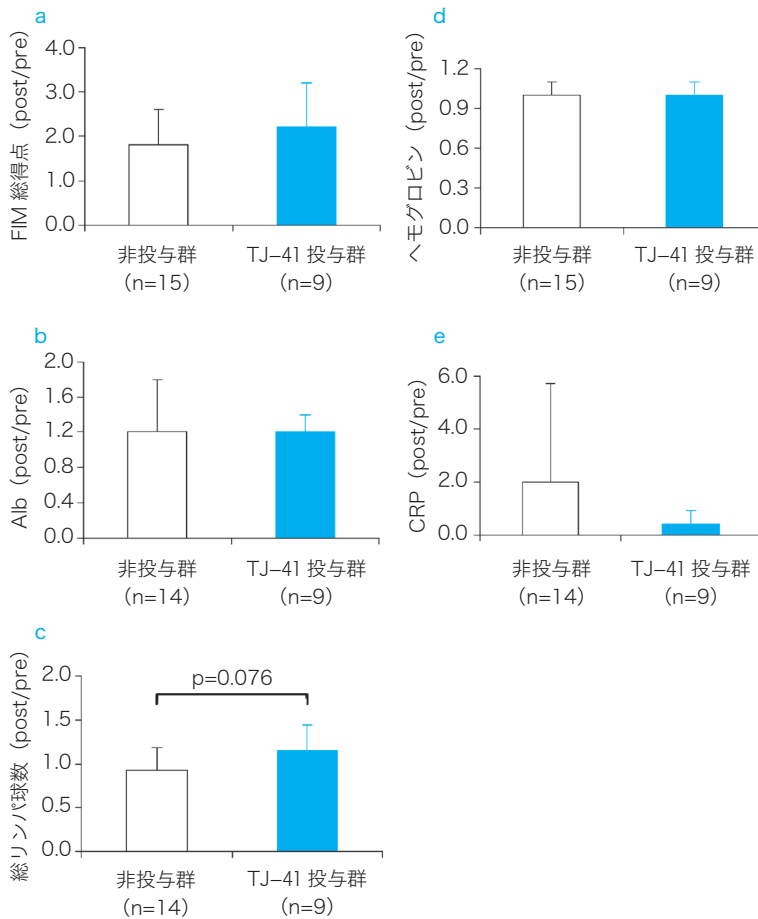 a
FIM 総得点（post/pre）
4.0
3.0
2.0
1.0
0.0
非投与群
（n=15）
TJ–41 投与群
（n=9）
b
Alb（post/pre）
2.0
1.6
1.2
0.8
0.4
0.0
非投与群
（n=14）
TJ–41 投与群
（n=9）
c
総リンパ球数（post/pre）
2.0
1.5
1.0
0.5
0.0
p=0.076
非投与群
（n=14）
TJ–41 投与群
（n=9）
d
ヘモグロビン（post/pre）
1.2
0.9
0.6
0.3
0.0
非投与群
（n=15）
TJ–41 投与群
（n=9）
e
CRP（post/pre）
6.0
4.0
2.0
0.0
非投与群
（n=14）
TJ–41 投与群
（n=9）